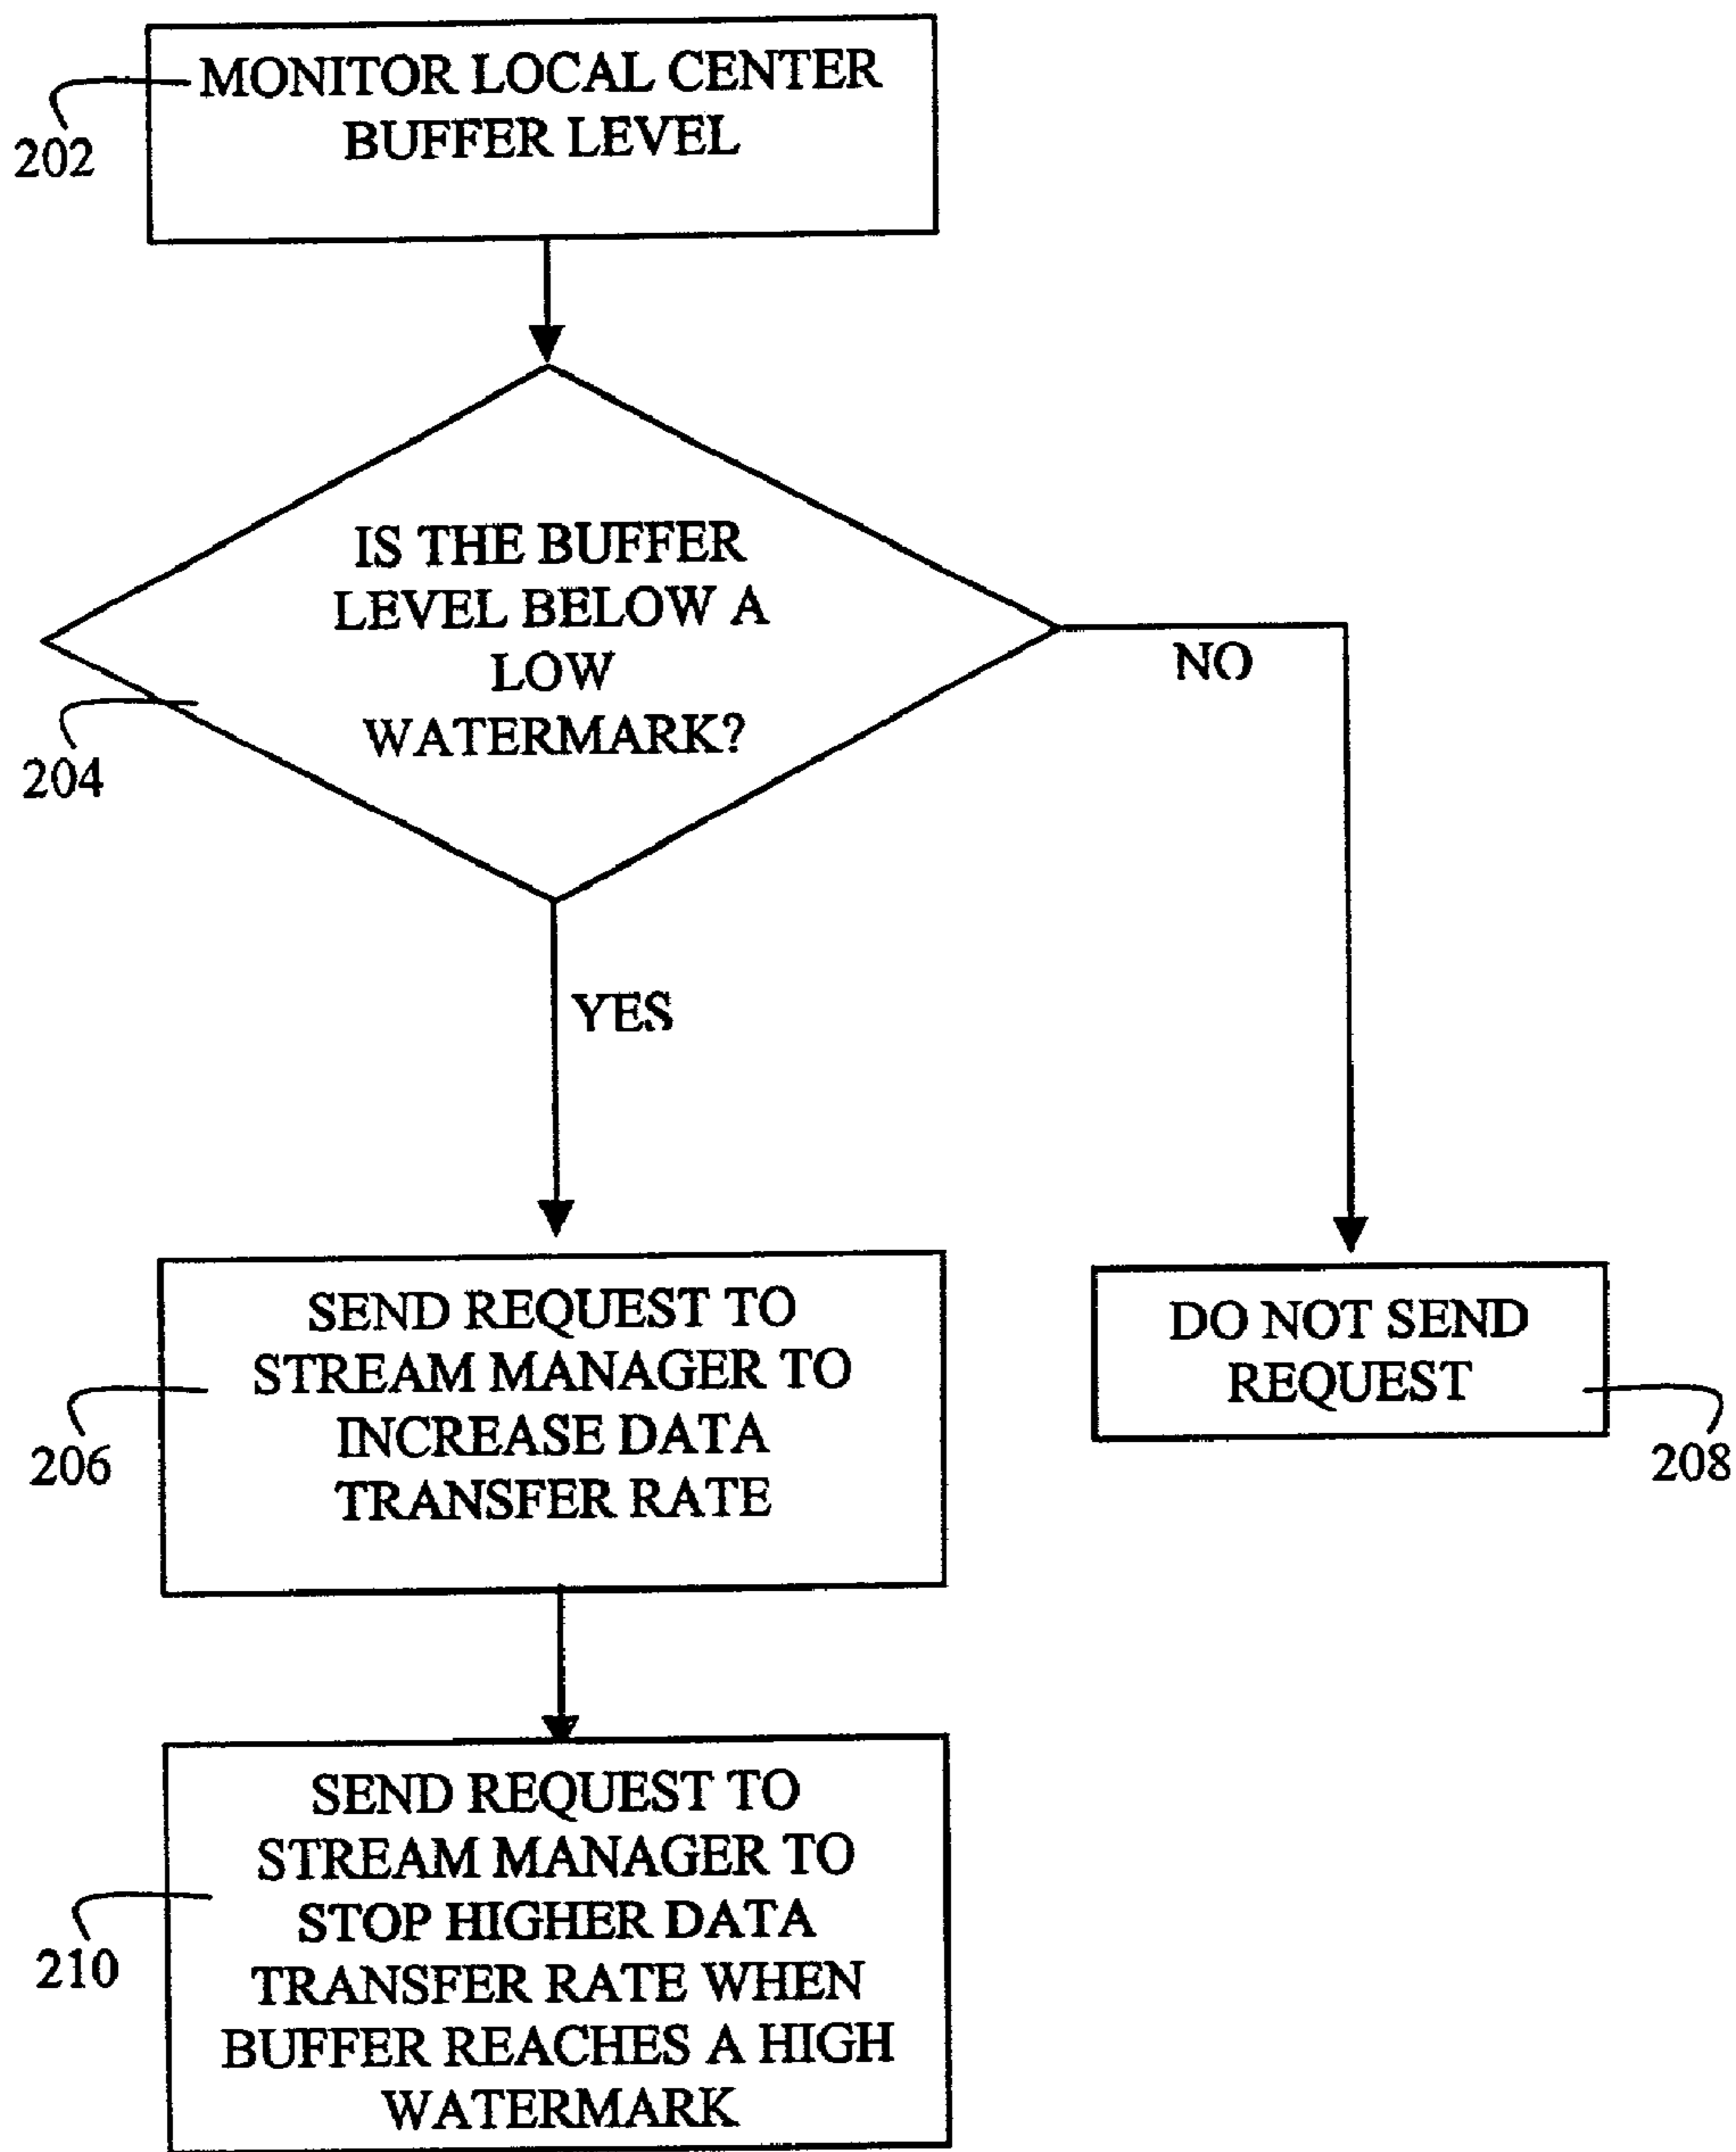 MONITOR LOCAL CENTER
BUFFER LEVEL
202
IS THE BUFFER
LEVEL BELOW A
LOW
WATERMARK?
204
NO
YES
SEND REQUEST TO
STREAM MANAGER TO
INCREASE DATA
TRANSFER RATE
206
DO NOT SEND
REQUEST
208
SEND REQUEST TO
STREAM MANAGER TO
STOP HIGHER DATA
TRANSFER RATE WHEN
BUFFER REACHES A HIGH
WATERMARK
210